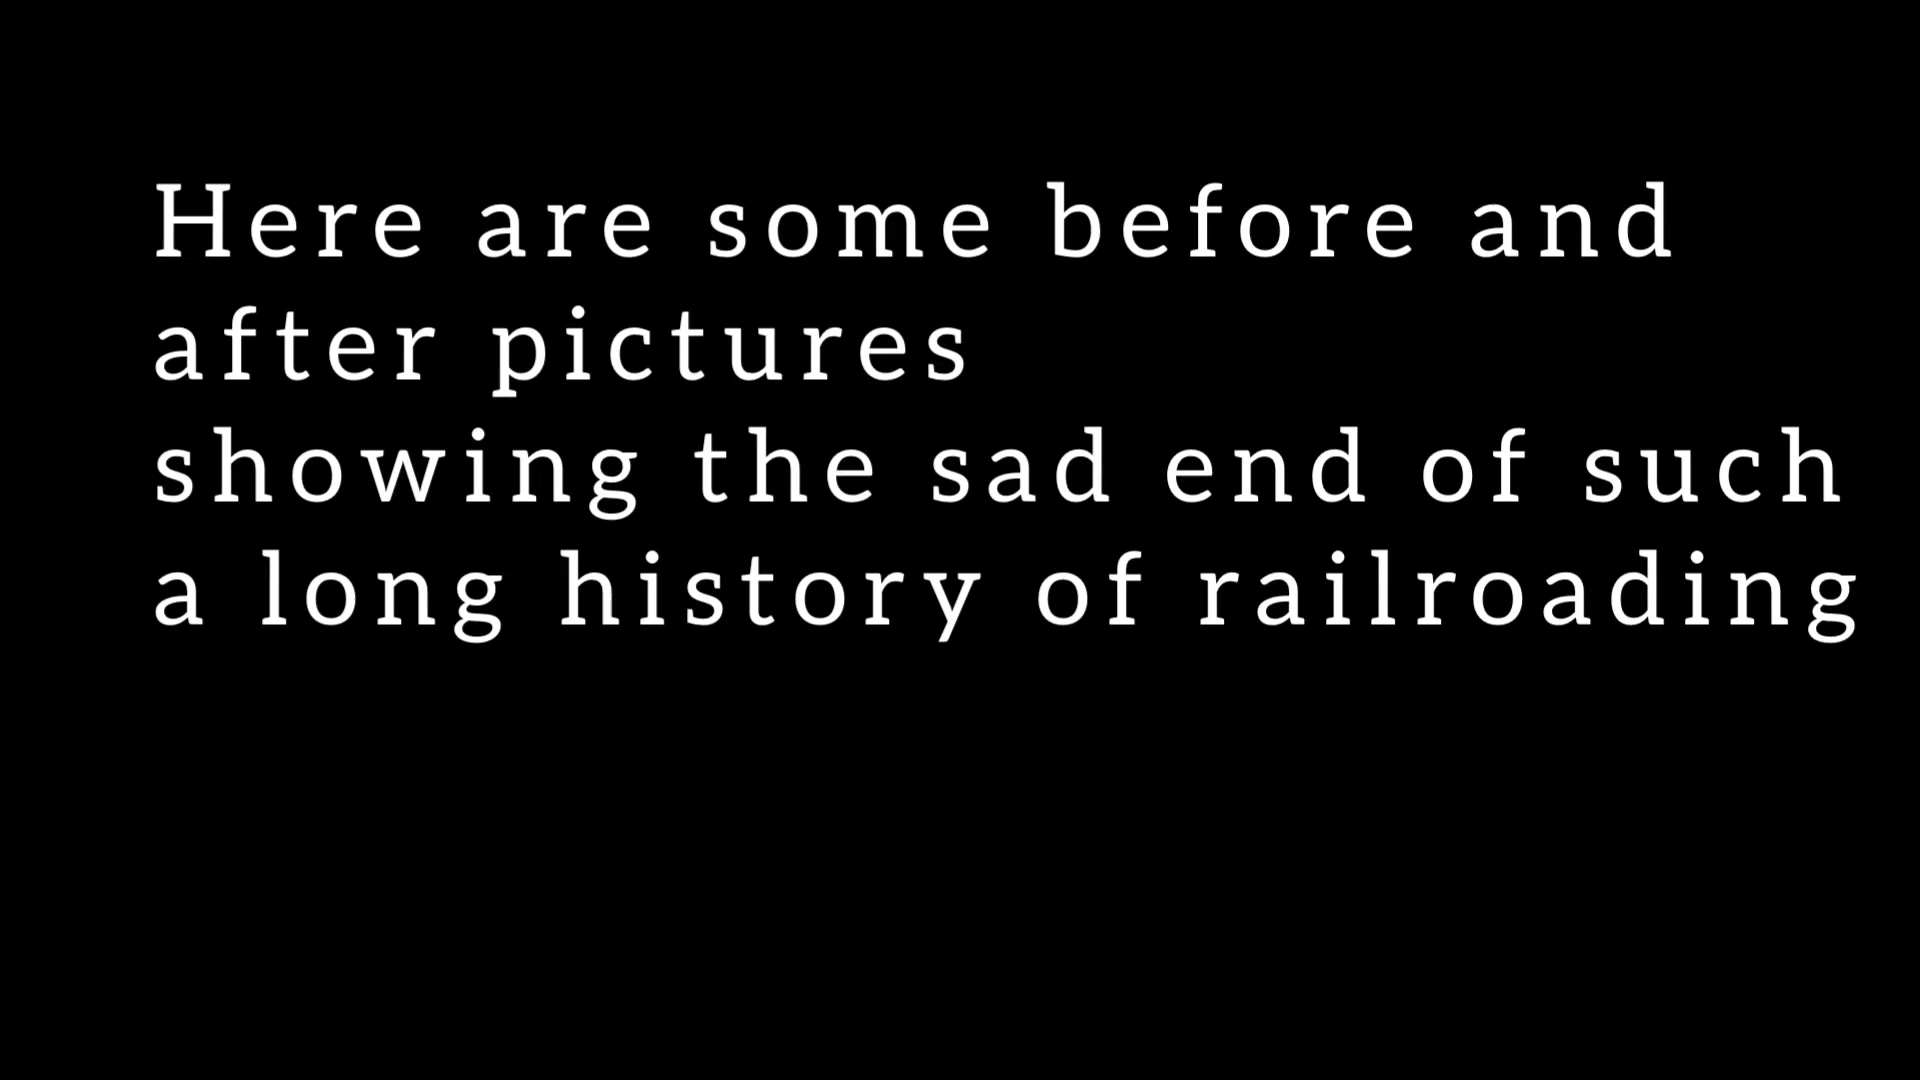 Here are some before and
after pictures
showing the sad end of such
a long history of railroading